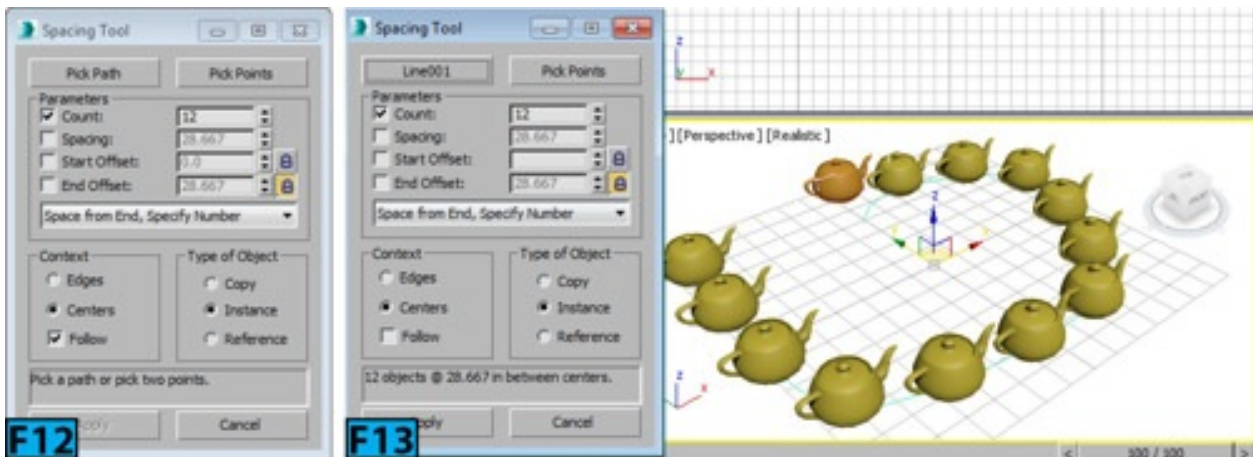 Spacing Tool
Pick Path Pick Points
Parameters
Count: 12
Spacing: 28.667
Start Offset: 0.0
End Offset: 28.667
Space from End, Specify Number
Context
Edges
Centers
Follow
Type of Object
Copy
Instance
Reference
Pick a path or pick two points.
Apply Cancel
F12
Spacing Tool
Line001 Pick Points
Parameters
Count: 12
Spacing: 28.667
Start Offset:
End Offset: 28.667
Space from End, Specify Number
Context
Edges
Centers
Follow
Type of Object
Copy
Instance
Reference
12 objects @ 28.667 in between centers.
Cancel
F13
z
y x
] [Perspective ] [Realistic ]
z
z
x
< 100 / 100 >